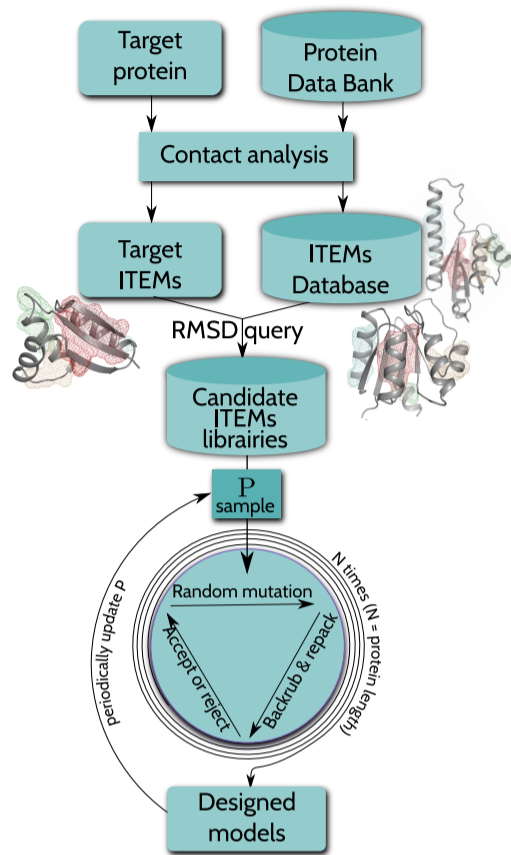 Target
protein
Protein
Data Bank
Contact analysis
Target
ITEMs
ITEMs
Database
RMSD query
Candidate
ITEMs
librairies
P
sample
Random mutation
Backrub & repack
Accept or reject
N times (N = protein length)
periodically update P
Designed
models